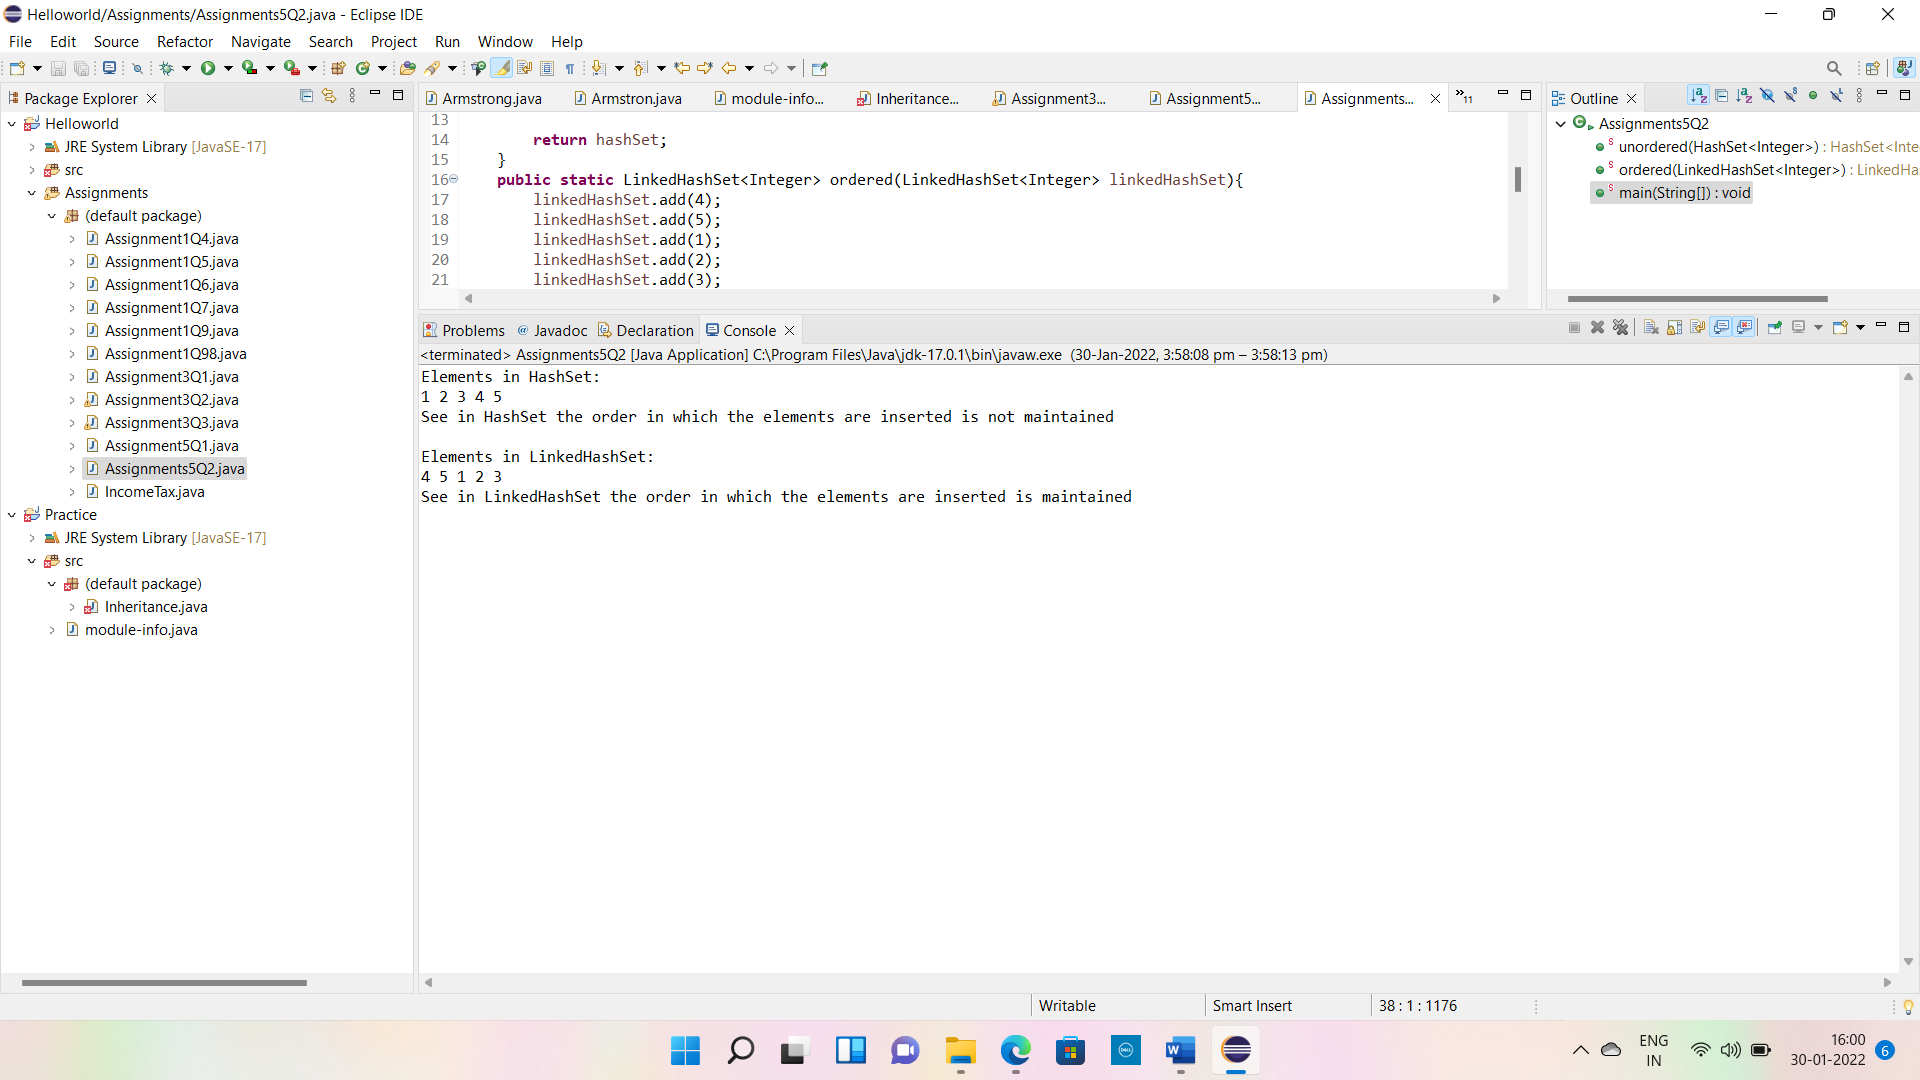 Helloworld/Assignments/Assignments5Q2.java - Eclipse IDE
File Edit Source Refactor Navigate Search Project Run Window Help
Package Explorer
Helloworld
JRE System Library [JavaSE-17]
src
Assignments
(default package)
Assignment1Q4.java
Assignment1Q5.java
Assignment1Q6.java
Assignment1Q7.java
Assignment1Q9.java
Assignment1Q98.java
Assignment3Q1.java
Assignment3Q2.java
Assignment3Q3.java
Assignment5Q1.java
Assignments5Q2.java
IncomeTax.java
Practice
JRE System Library [JavaSE-17]
src
(default package)
Inheritance.java
module-info.java
Armstrong.java Armstron.java module-info... Inheritance... Assignment3... Assignment5... Assignments... »11
13
14 return hashSet;
15 }
16 public static LinkedHashSet<Integer> ordered(LinkedHashSet<Integer> linkedHashSet){
17 linkedHashSet.add(4);
18 linkedHashSet.add(5);
19 linkedHashSet.add(1);
20 linkedHashSet.add(2);
21 linkedHashSet.add(3);
Outline
Assignments5Q2
unordered(HashSet<Integer>) : HashSet<Inte
ordered(LinkedHashSet<Integer>) : LinkedHa
main(String[]) : void
Problems @ Javadoc Declaration Console
<terminated> Assignments5Q2 [Java Application] C:\Program Files\Java\jdk-17.0.1\bin\javaw.exe (30-Jan-2022, 3:58:08 pm – 3:58:13 pm)
Elements in HashSet:
1 2 3 4 5
See in HashSet the order in which the elements are inserted is not maintained
Elements in LinkedHashSet:
4 5 1 2 3
See in LinkedHashSet the order in which the elements are inserted is maintained
Writable Smart Insert 38 : 1 : 1176
ENG
IN
16:00
30-01-2022
6